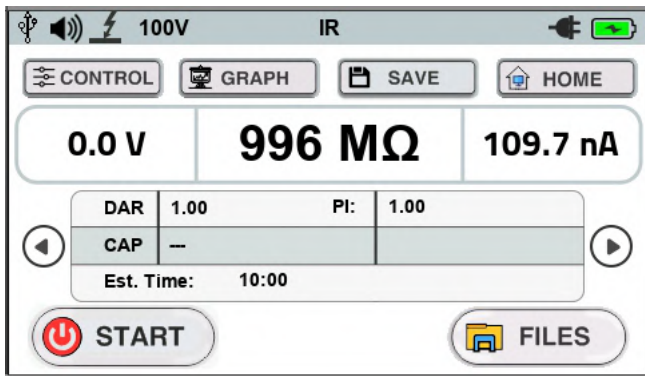 100V IR
CONTROL GRAPH SAVE HOME
0.0 V 996 MΩ 109.7 nA
DAR 1.00 PI: 1.00
CAP ---
Est. Time: 10:00
START FILES